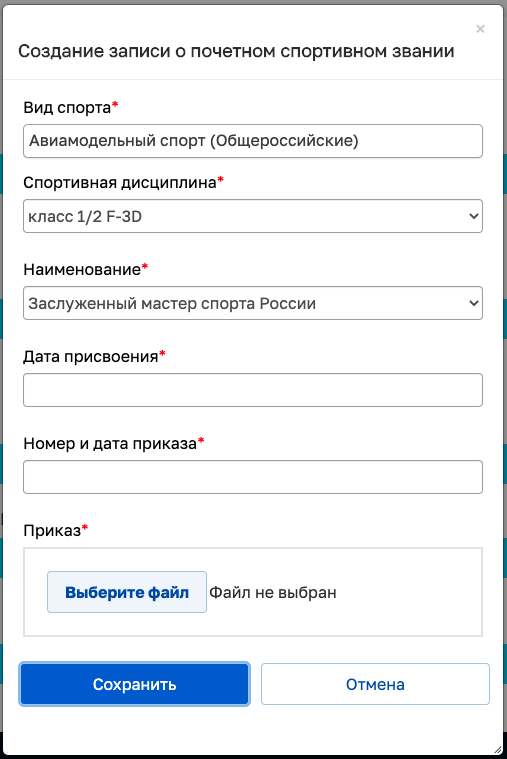 ×
Создание записи о почетном спортивном звании
Вид спорта*
Авиамодельный спорт (Общероссийские)
Спортивная дисциплина*
класс 1/2 F-3D
Наименование*
Заслуженный мастер спорта России
Дата присвоения*
Номер и дата приказа*
Приказ*
Выберите файл Файл не выбран
Сохранить Отмена